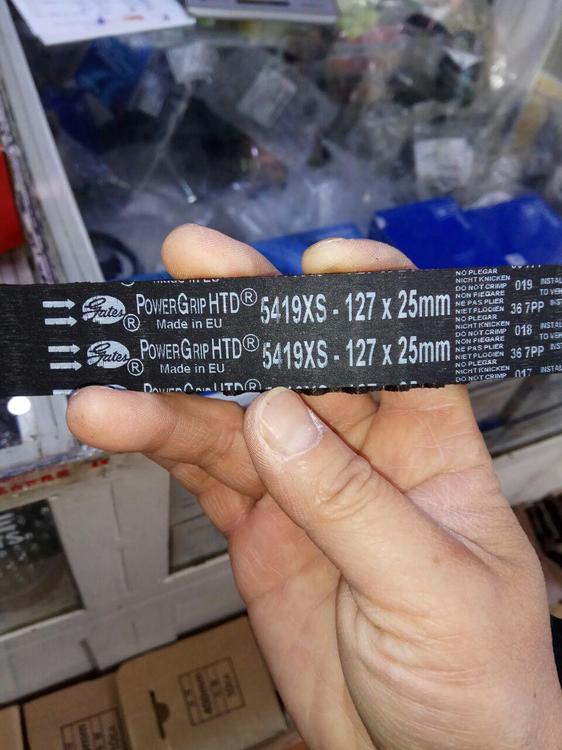 Gates® POWERGRIP HTD® 5419XS - 127 x 25mm
Made in EU
Gates® POWERGRIP HTD® 5419XS - 127 x 25mm
Made in EU
POWERGRIP HTD®
NO PLEGAR
NICHT KNICKEN
DO NOT CRIMP
NON PIEGARE
NE PAS PLIER
NIET PLOOIEN
NO PLEGAR
NICHT KNICKEN
DO NOT CRIMP
NON PIEGARE
NE PAS PLIER
NIET PLOOIEN
NO PLEGAR
NICHT KNICKEN
DO NOT CRIMP
019
36 7PP
018
36 7PP
017